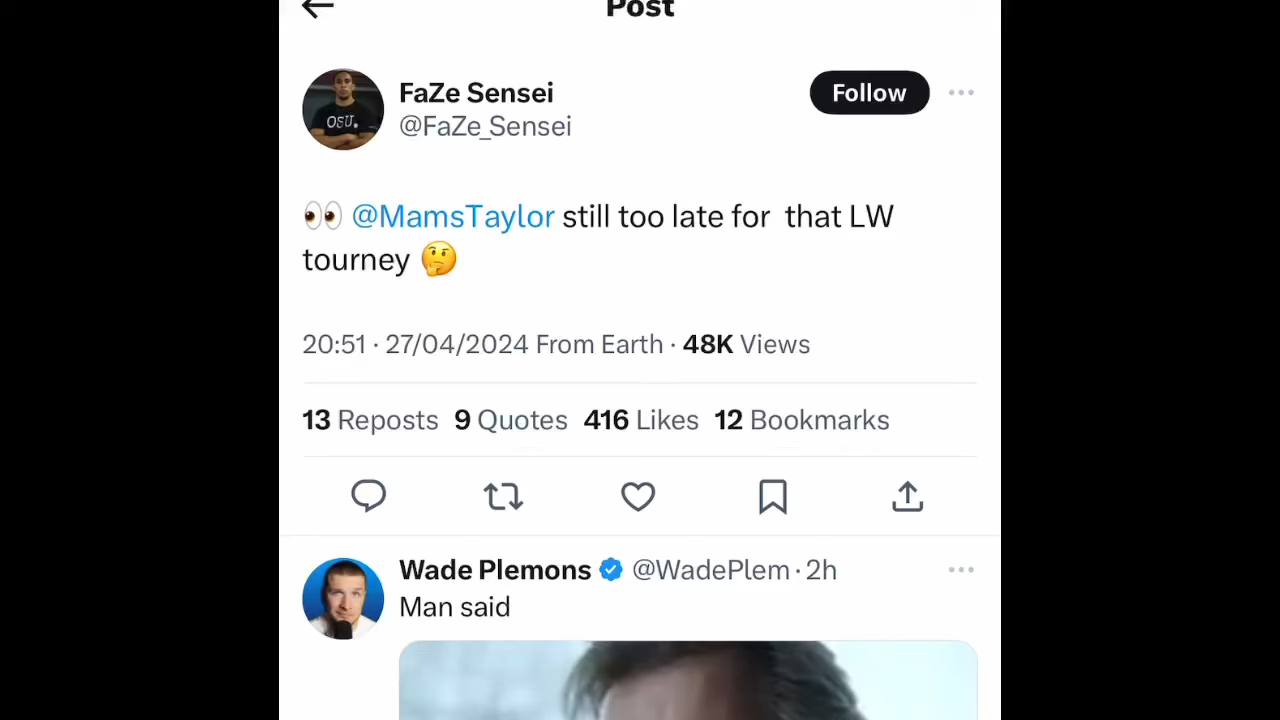 Post
FaZe Sensei
Follow
@FaZe_Sensei
OSU.
👀 @MamsTaylor still too late for that LW
tourney 🤔
20:51 · 27/04/2024 From Earth · 48K Views
13 Reposts 9 Quotes 416 Likes 12 Bookmarks
Wade Plemons @WadePlem · 2h
Man said